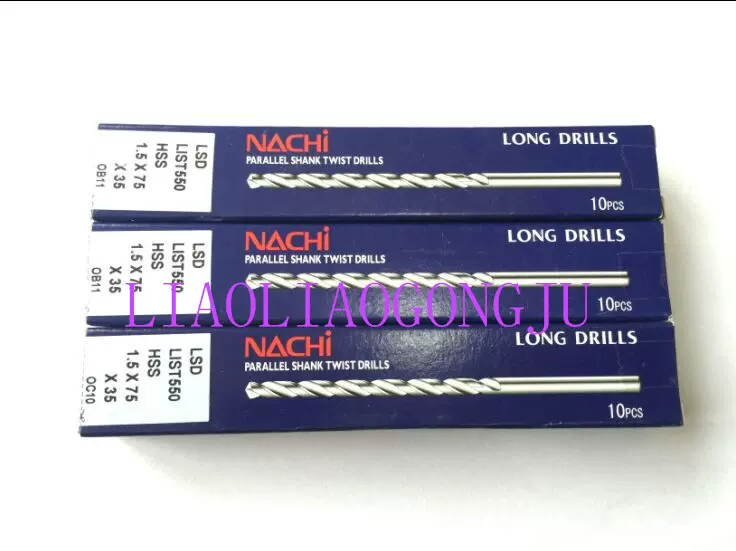 LSD
LIST550
HSS
1.5 X 75
X 35
OB11
NACHi
PARALLEL SHANK TWIST DRILLS
LONG DRILLS
10PCS
LSD
LIST550
HSS
1.5 X 75
X 35
OB11
NACHi
PARALLEL SHANK TWIST DRILLS
LONG DRILLS
10PCS
LIAOLIAOGONGJU
LSD
LIST550
HSS
1.5 X 75
X 35
OC10
NACHi
PARALLEL SHANK TWIST DRILLS
LONG DRILLS
10PCS